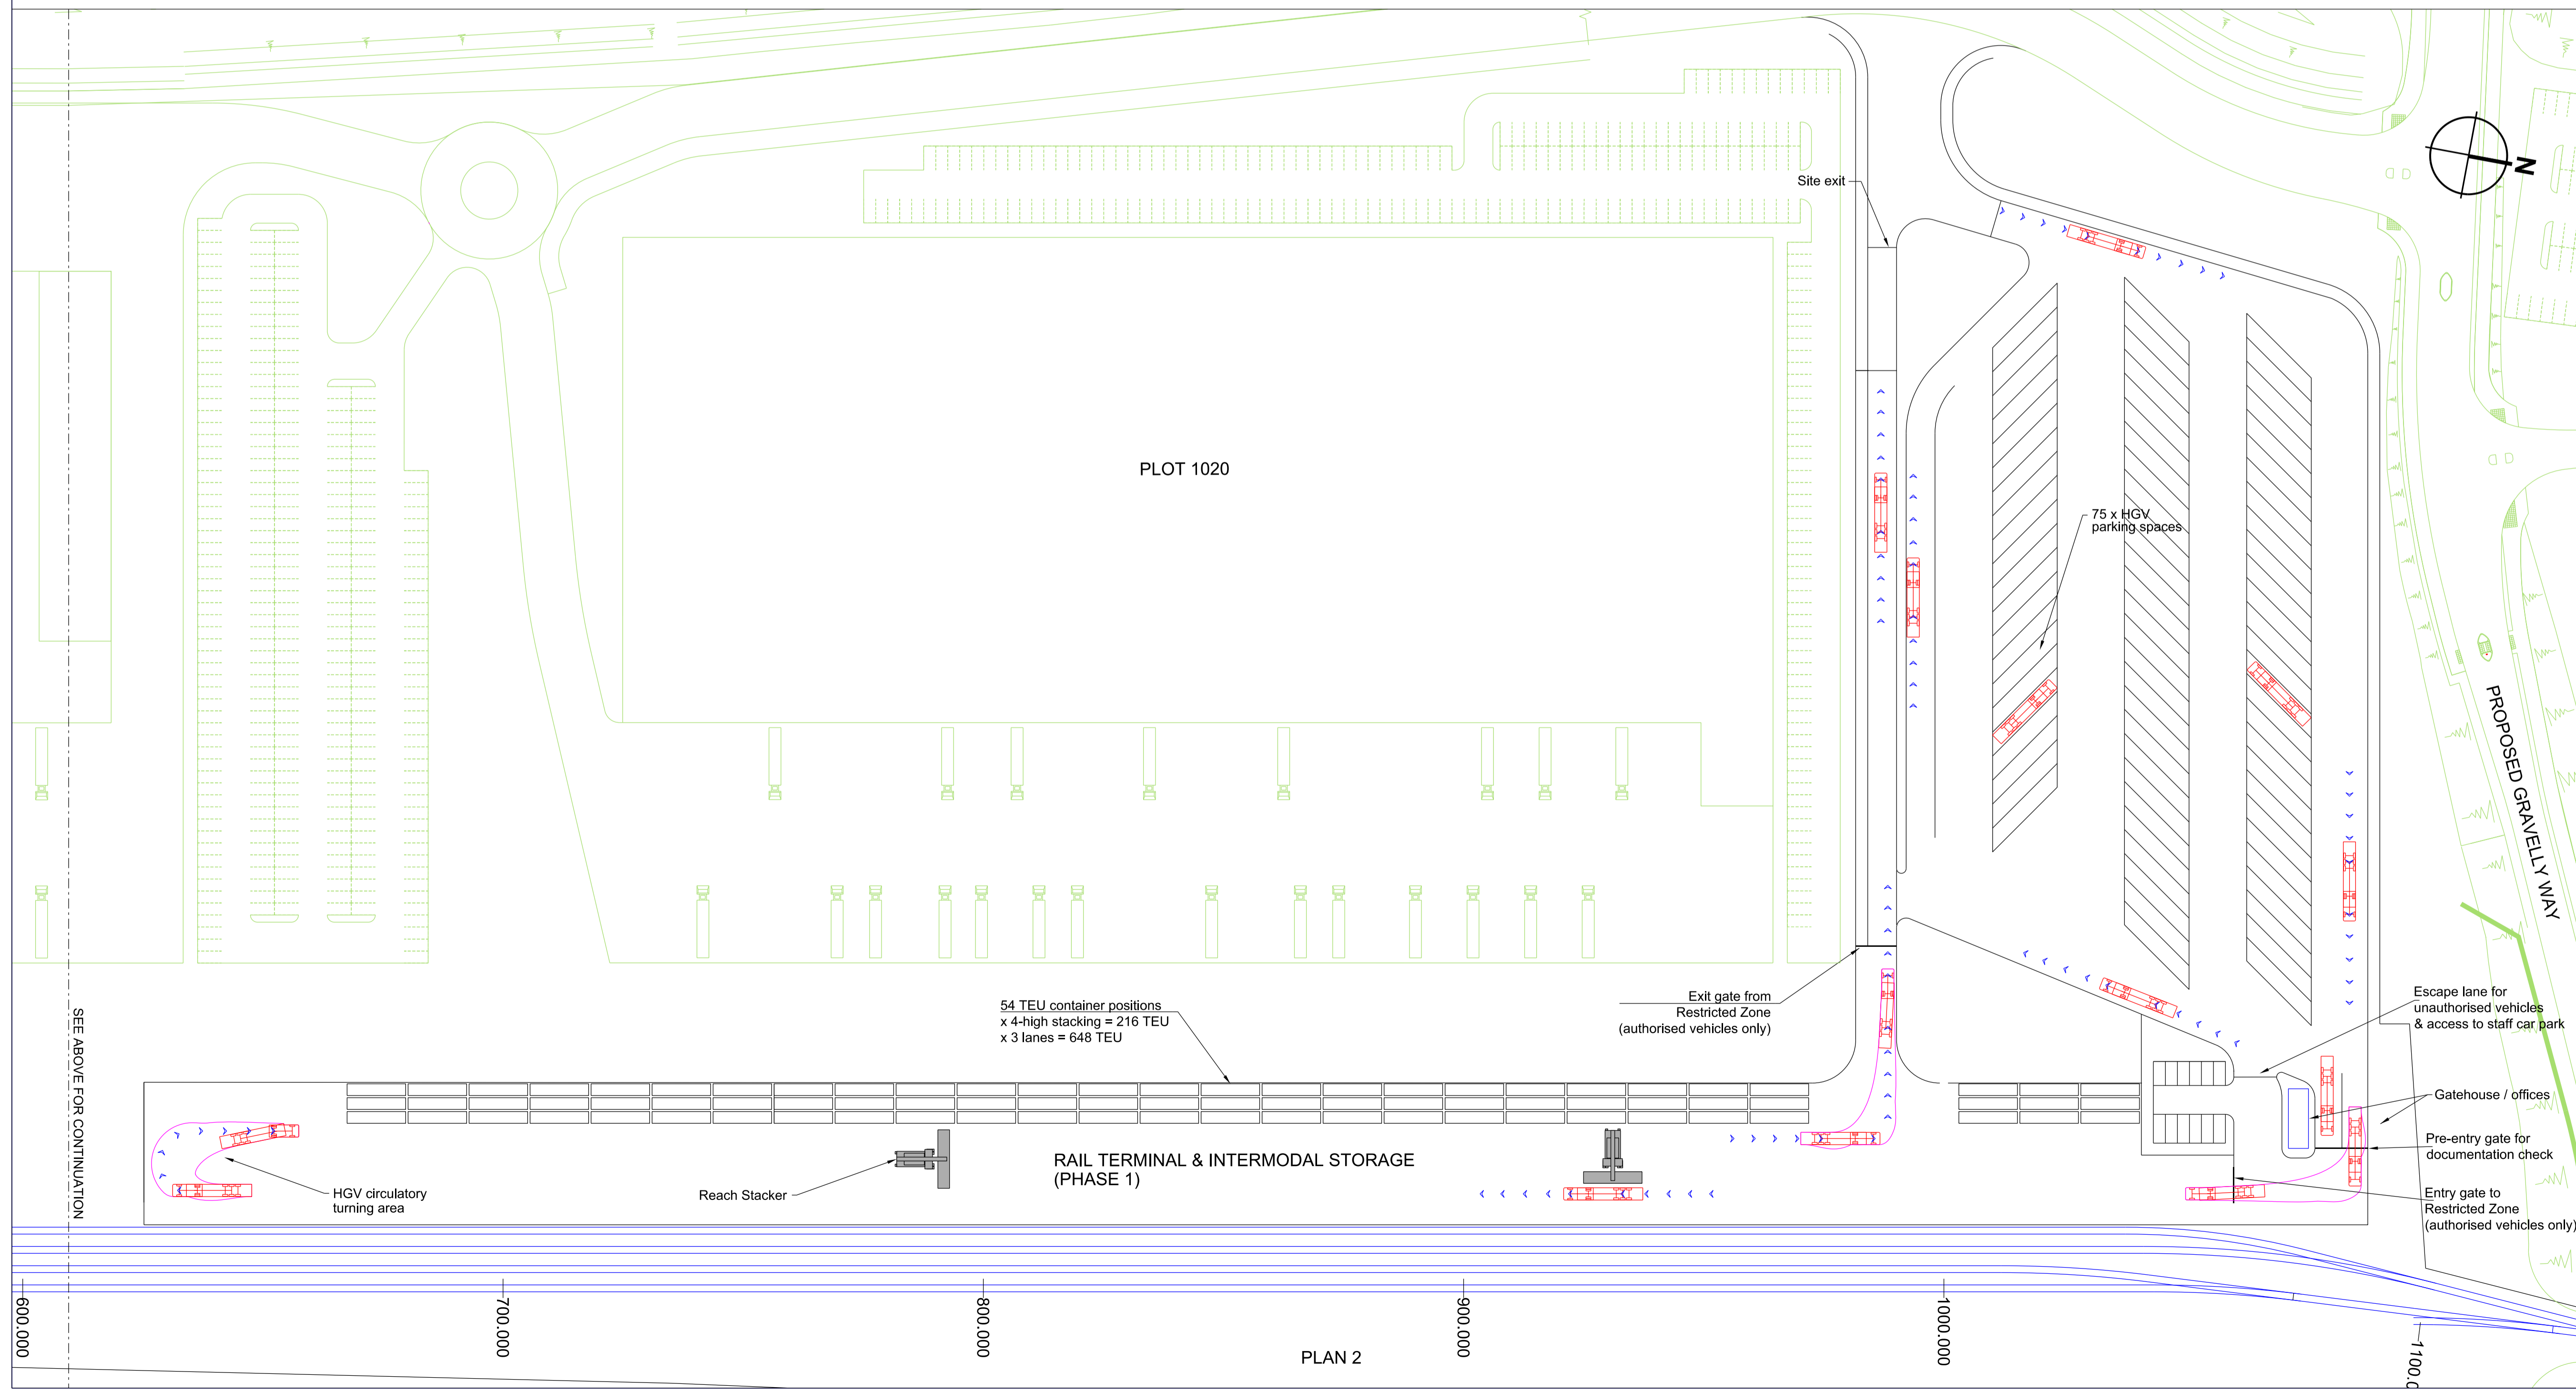 N
Site exit
PLOT 1020
75 x HGV
parking spaces
PROPOSED GRAVELLY WAY
SEE ABOVE FOR CONTINUATION
54 TEU container positions
x 4-high stacking = 216 TEU
x 3 lanes = 648 TEU
Exit gate from
Restricted Zone
(authorised vehicles only)
Escape lane for
unauthorised vehicles
& access to staff car park
Gatehouse / offices
Pre-entry gate for
documentation check
Entry gate to
Restricted Zone
(authorised vehicles only)
RAIL TERMINAL & INTERMODAL STORAGE
(PHASE 1)
Reach Stacker
HGV circulatory
turning area
600.000
700.000
800.000
900.000
1000.000
PLAN 2